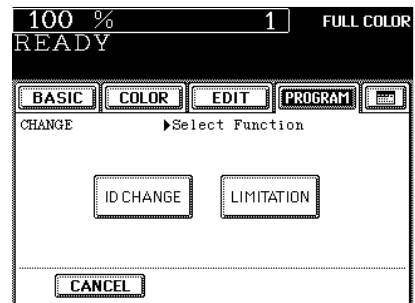 100 % 1 FULL COLOR
READY
BASIC COLOR EDIT PROGRAM
CHANGE ▶Select Function
ID CHANGE LIMITATION
CANCEL